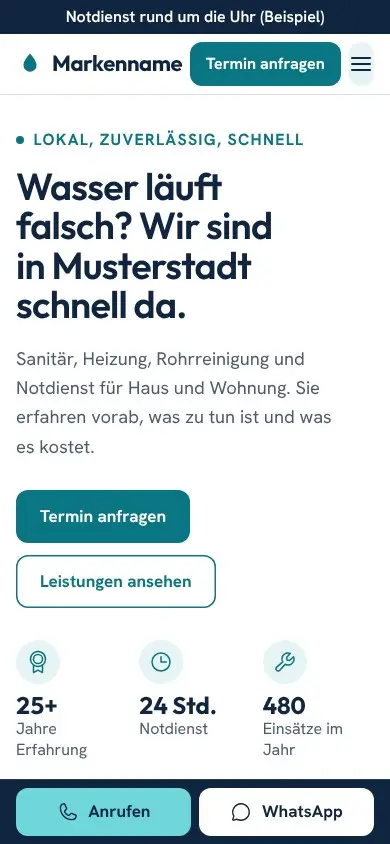 Notdienst rund um die Uhr (Beispiel)
Markenname
Termin anfragen
LOKAL, ZUVERLÄSSIG, SCHNELL
Wasser läuft
falsch? Wir sind
in Musterstadt
schnell da.
Sanitär, Heizung, Rohrreinigung und
Notdienst für Haus und Wohnung. Sie
erfahren vorab, was zu tun ist und was
es kostet.
Termin anfragen
Leistungen ansehen
25+
Jahre
Erfahrung
24 Std.
Notdienst
480
Einsätze im
Jahr
Anrufen
WhatsApp